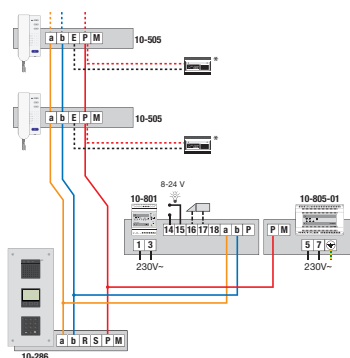 a b E P M 10-505
*
a b E P M 10-505
*
8-24 V
10-801 10-805-01
14 15 16 17 18 a b P P M
1 3 5 7
230V~ 230V~
a b R S P M
10-286